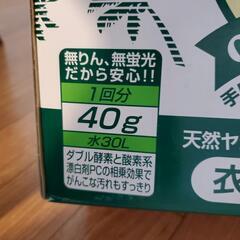 無りん、無蛍光
だから安心!!
1回分
40g
水30L
ダブル酵素と酸素系
漂白剤PCの相乗効果で
がんこな汚れもすっきり
天然ヤ